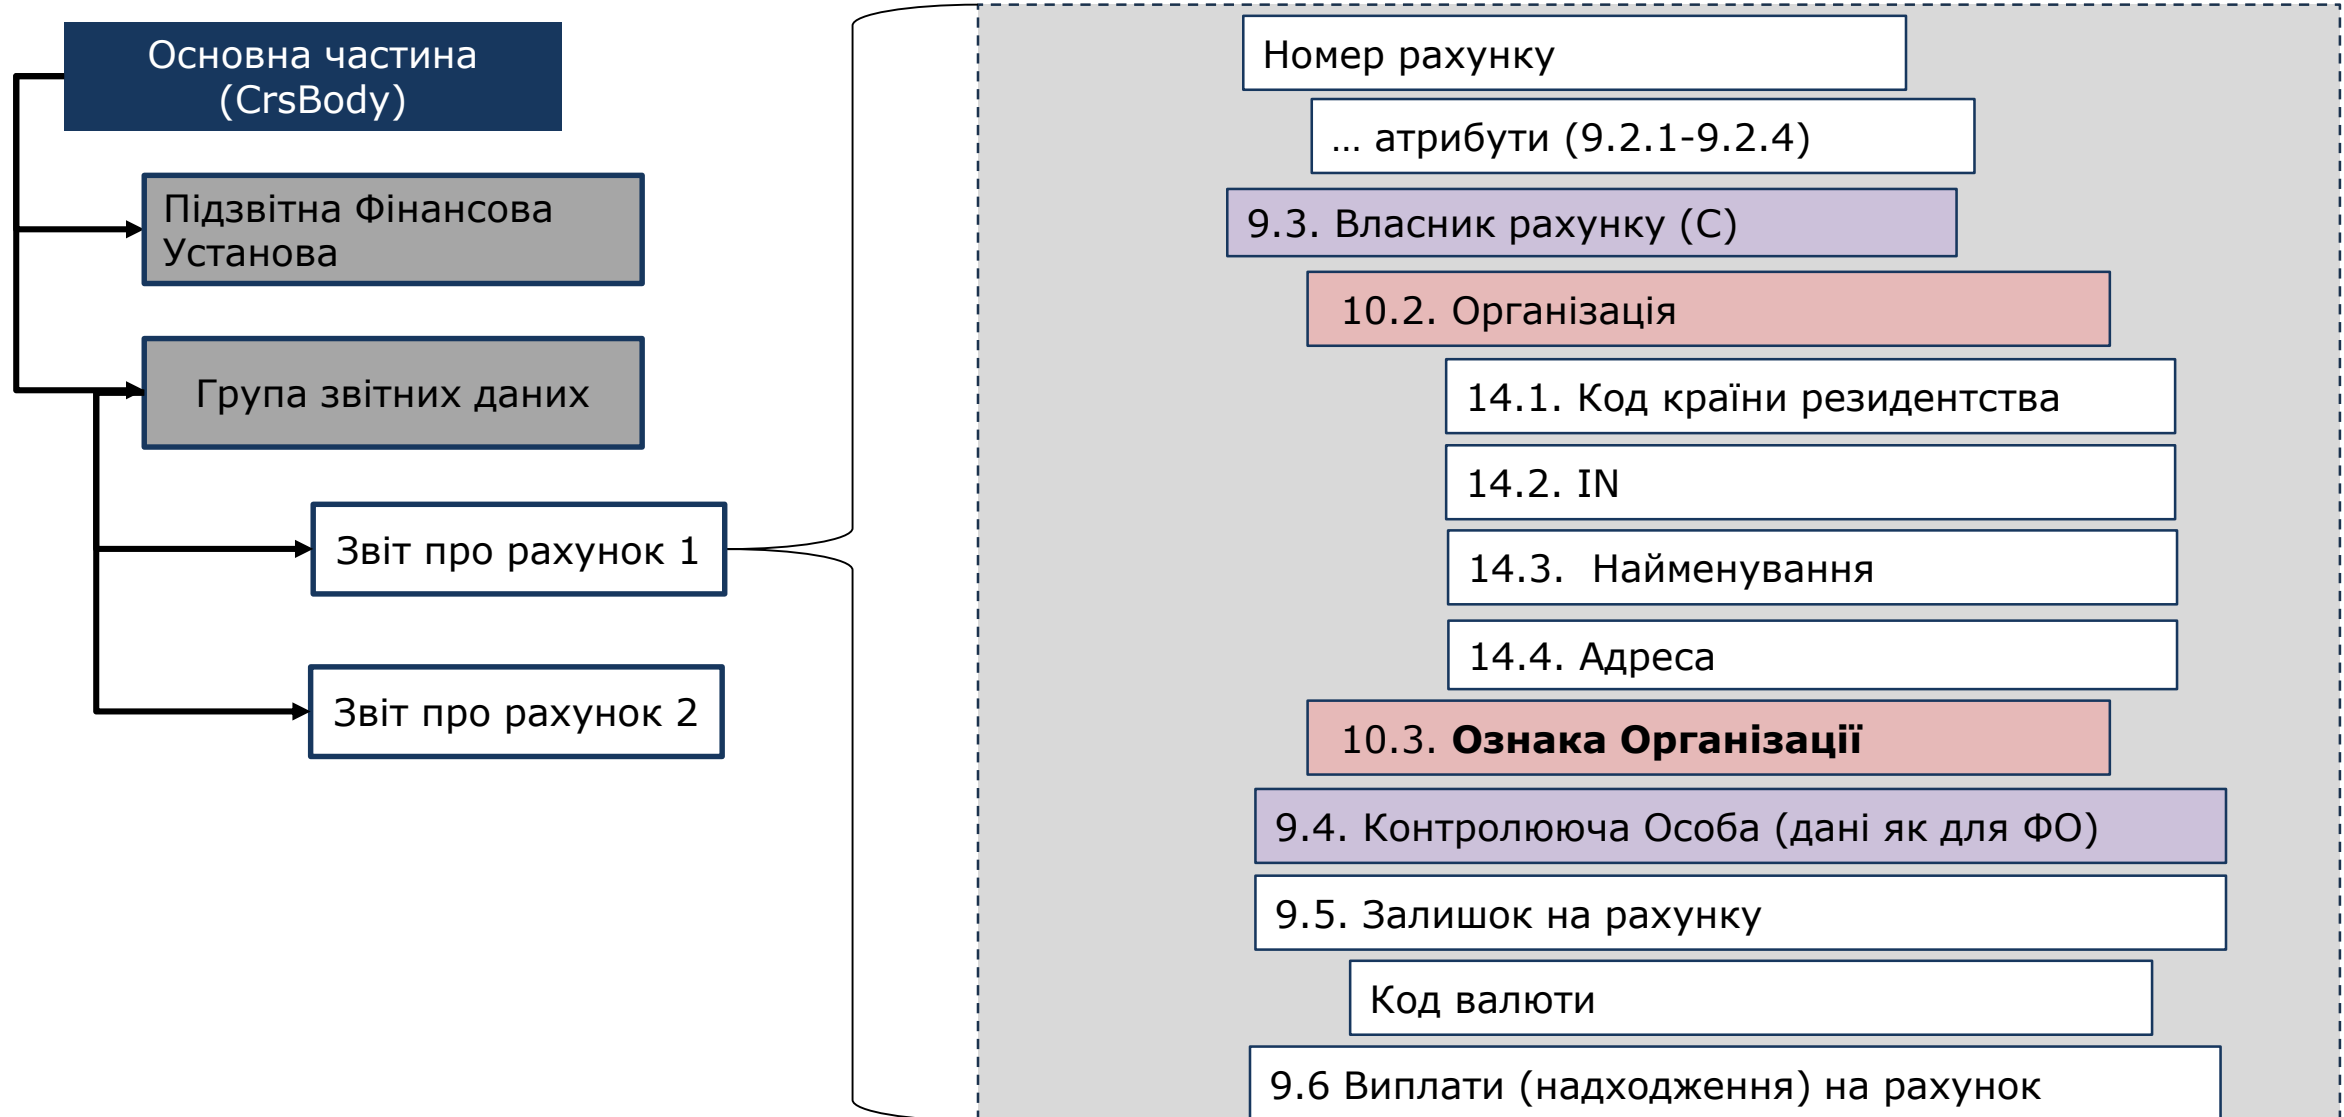 Основна частина
(CrsBody)
Підзвітна Фінансова
Установа
Група звітних даних
Звіт про рахунок 1
Звіт про рахунок 2
Номер рахунку
… атрибути (9.2.1-9.2.4)
9.3. Власник рахунку (С)
10.2. Організація
14.1. Код країни резидентства
14.2. IN
14.3. Найменування
14.4. Адреса
10.3. Ознака Організації
9.4. Контролююча Особа (дані як для ФО)
9.5. Залишок на рахунку
Код валюти
9.6 Виплати (надходження) на рахунок